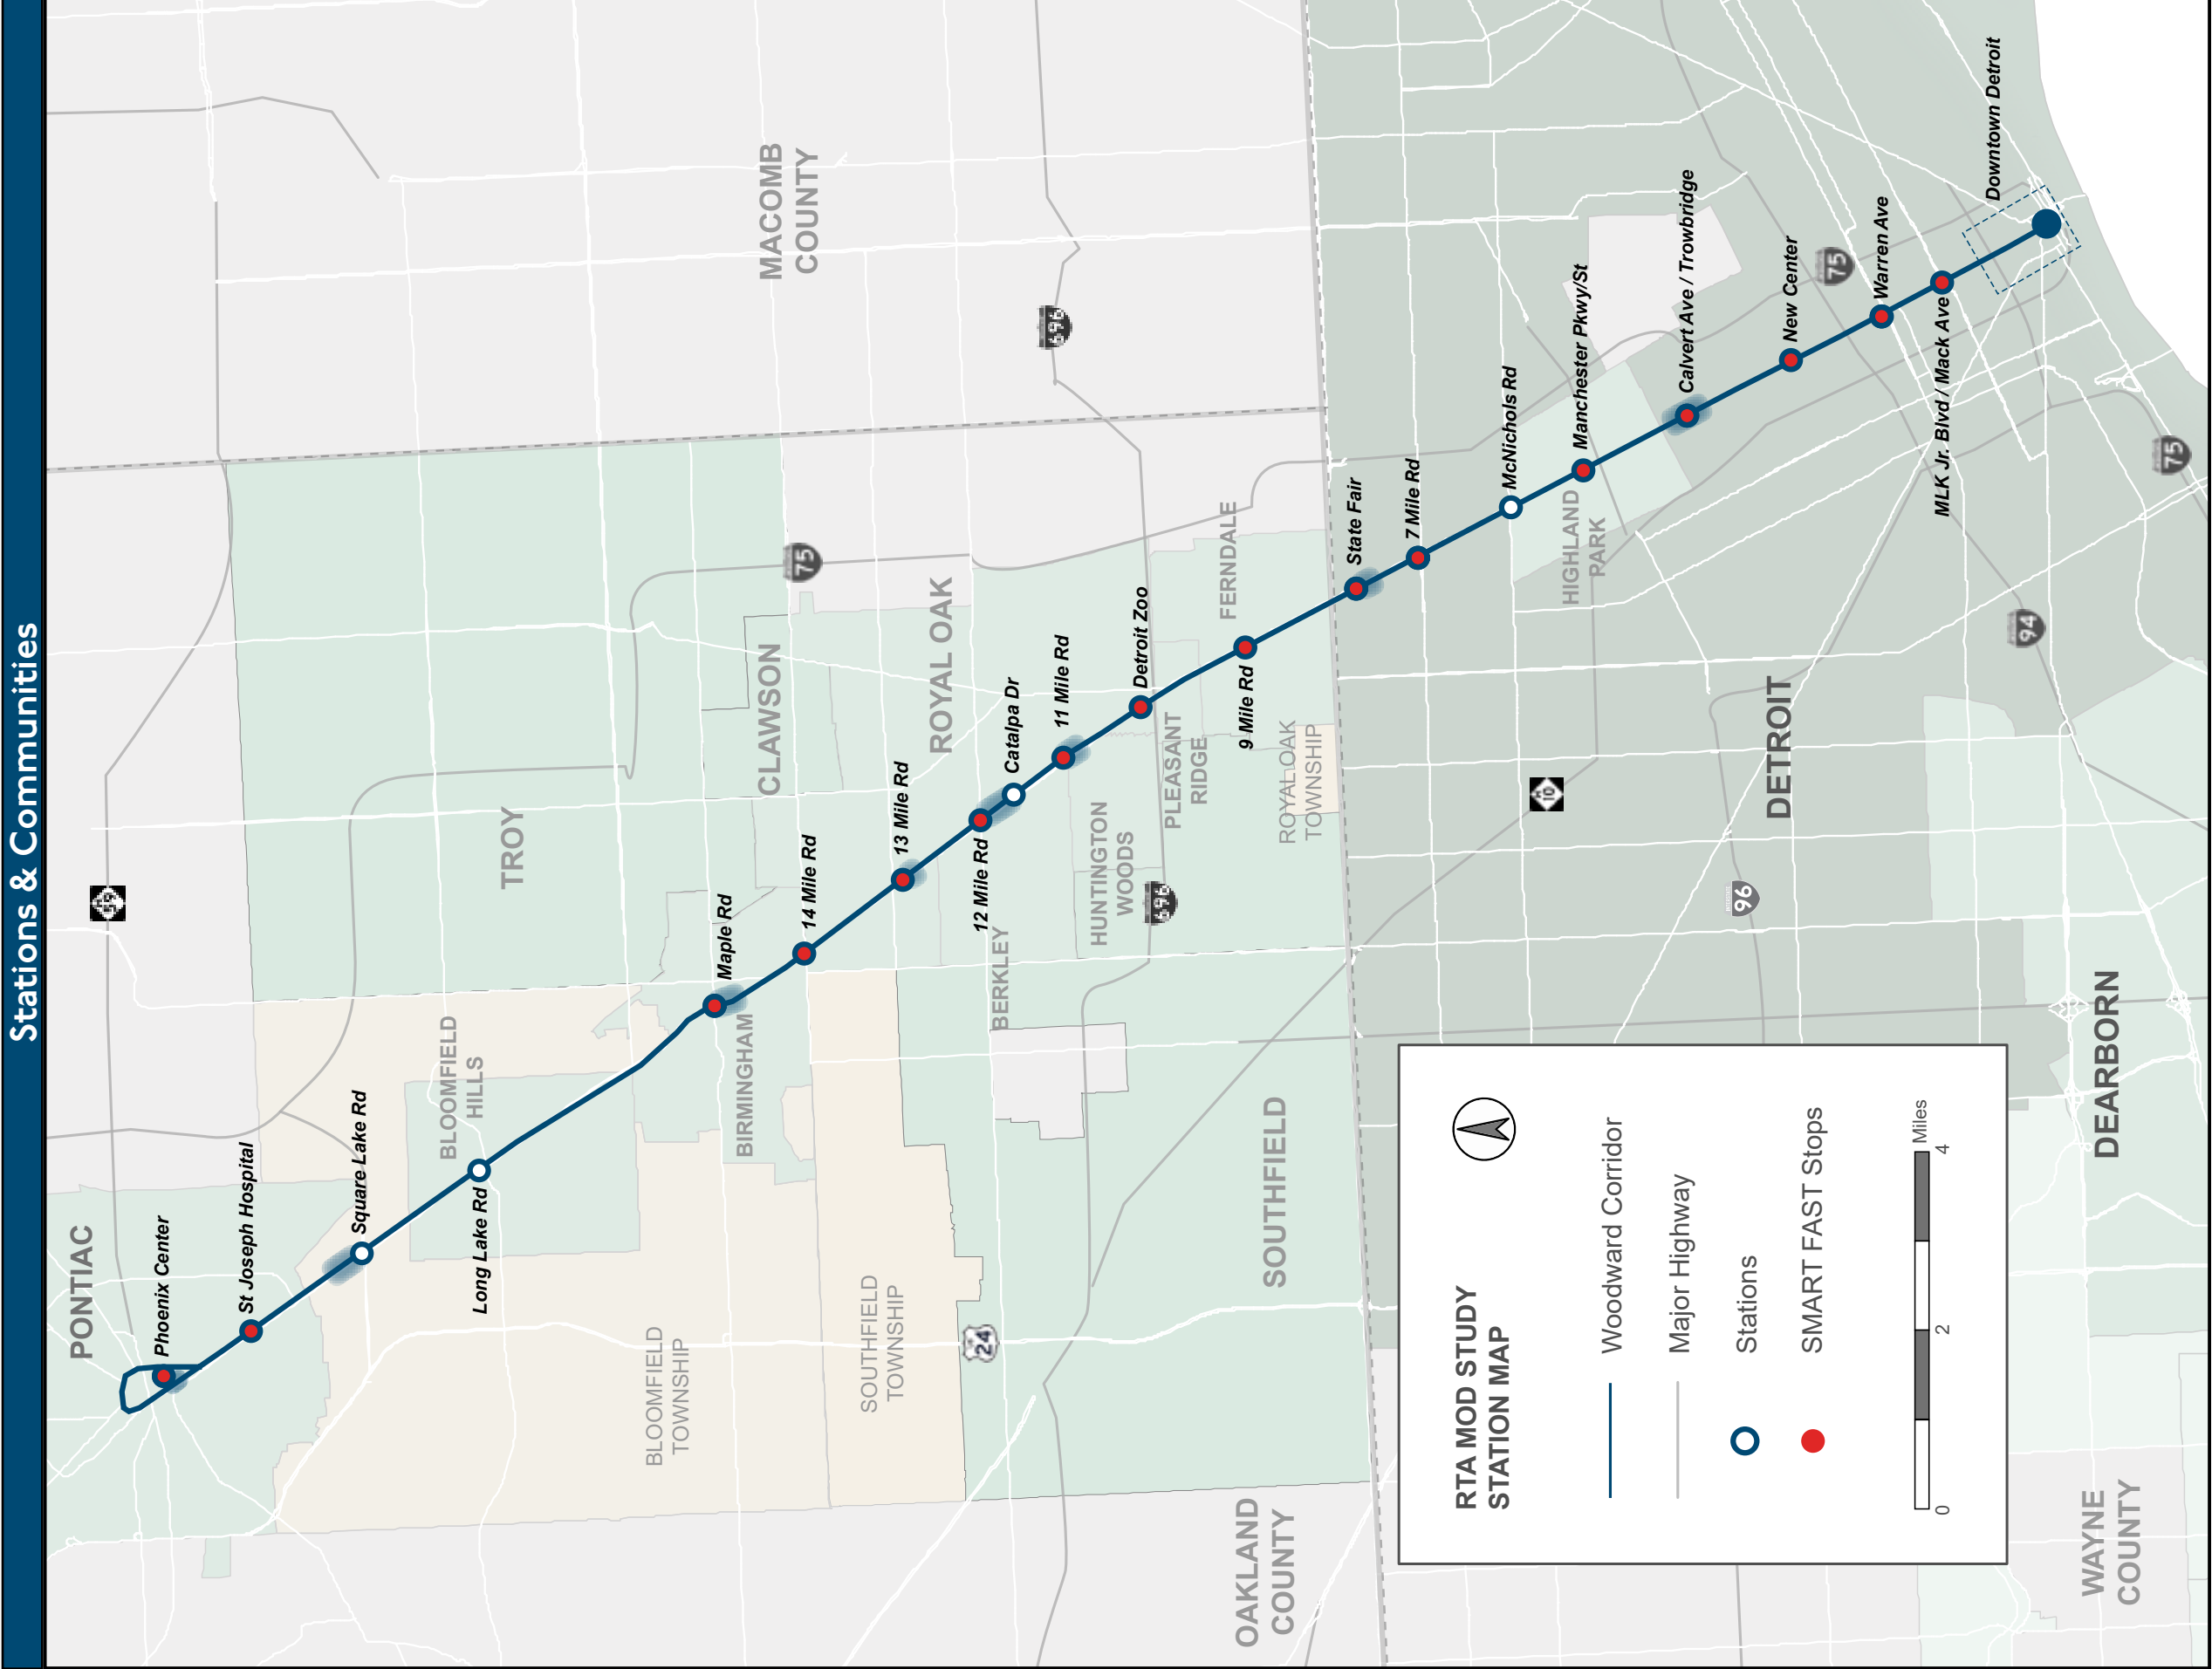 Stations & Communities
PONTIAC
Phoenix Center
St Joseph Hospital
Square Lake Rd
Long Lake Rd
BLOOMFIELD
HILLS
BLOOMFIELD
TOWNSHIP
TROY
Maple Rd
BIRMINGHAM
14 Mile Rd
CLAWSON
75
MACOMB
COUNTY
SOUTHFIELD
TOWNSHIP
13 Mile Rd
ROYAL OAK
12 Mile Rd
BERKLEY
Catalpa Dr
24
11 Mile Rd
696
HUNTINGTON
WOODS
Detroit Zoo
696
PLEASANT
RIDGE
FERNDALE
9 Mile Rd
SOUTHFIELD
OAKLAND
COUNTY
ROYAL OAK
TOWNSHIP
State Fair
7 Mile Rd
McNichols Rd
10
HIGHLAND
PARK
Manchester Pkwy/St
Calvert Ave / Trowbridge
New Center
DETROIT
96
75
Warren Ave
MLK Jr. Blvd / Mack Ave
Downtown Detroit
94
75
DEARBORN
WAYNE
COUNTY
RTA MOD STUDY
STATION MAP
Woodward Corridor
Major Highway
Stations
SMART FAST Stops
0 2 4
Miles